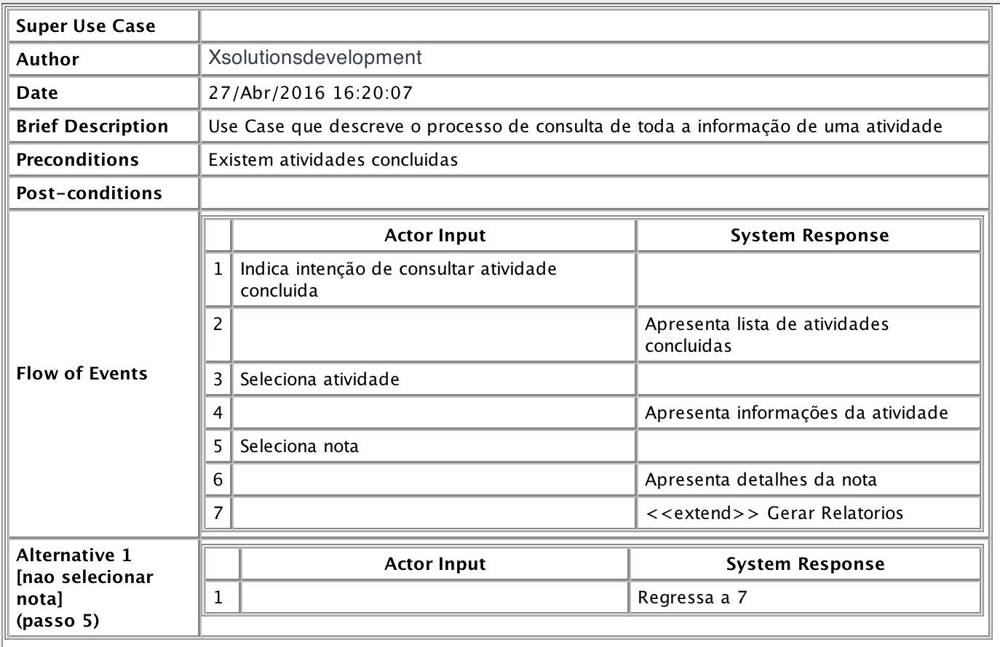 Super Use Case
Author Xsolutionsdevelopment
Date 27/Abr/2016 16:20:07
Brief Description Use Case que descreve o processo de consulta de toda a informação de uma atividade
Preconditions Existem atividades concluidas
Post-conditions
Flow of Events
Actor Input System Response
1 Indica intenção de consultar atividade
concluida
2 Apresenta lista de atividades
concluidas
3 Seleciona atividade
4 Apresenta informações da atividade
5 Seleciona nota
6 Apresenta detalhes da nota
7 <<extend>> Gerar Relatorios
Alternative 1
[nao selecionar
nota]
(passo 5)
Actor Input System Response
1 Regressa a 7